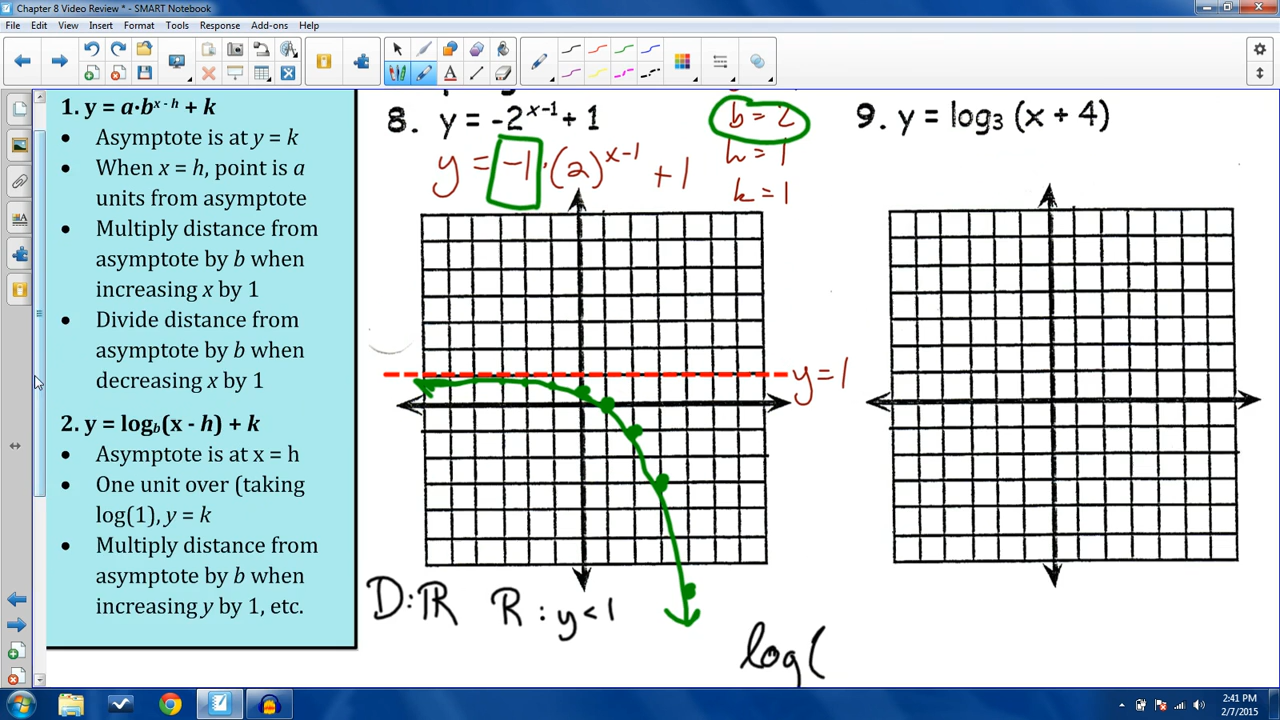 Chapter 8 Video Review * - SMART Notebook
File Edit View Insert Format Tools Response Add-ons Help
1. y = a·b^(x - h) + k
• Asymptote is at y = k
• When x = h, point is a
units from asymptote
• Multiply distance from
asymptote by b when
increasing x by 1
• Divide distance from
asymptote by b when
decreasing x by 1
2. y = log_b(x - h) + k
• Asymptote is at x = h
• One unit over (taking
log(1), y = k
• Multiply distance from
asymptote by b when
increasing y by 1, etc.
8. y = -2^(x-1) + 1
y = -1·(2)^(x-1) + 1
b = 2
h = 1
k = 1
y = 1
D: ℝ R: y < 1
log(
9. y = log₃ (x + 4)
2:41 PM
2/7/2015